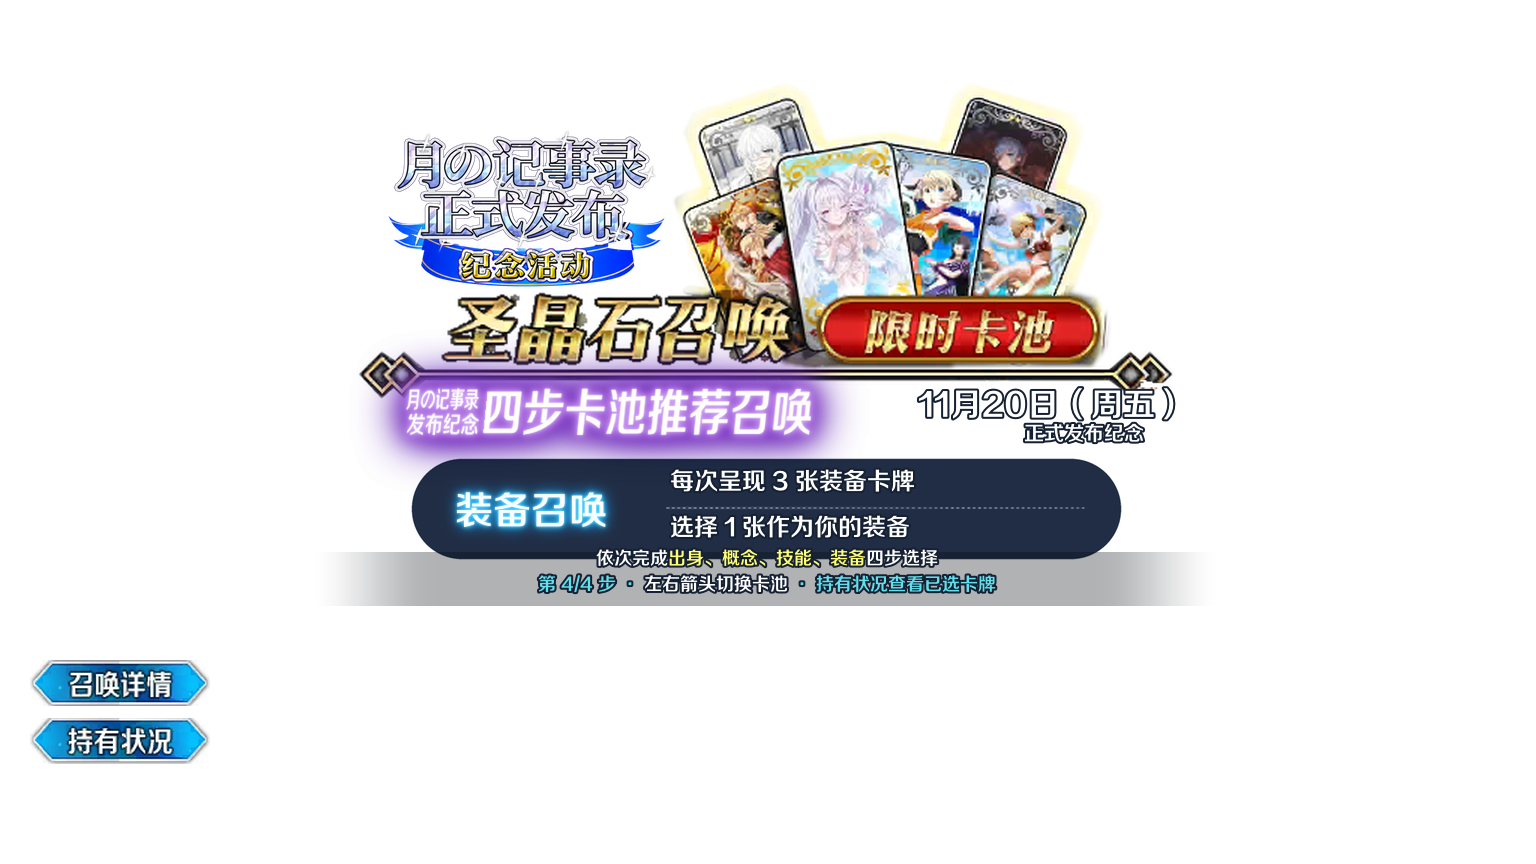 月の记事录
正式发布
纪念活动
圣晶石召唤
限时卡池
月の记事录
发布纪念
四步卡池推荐召唤
11月20日（周五）
正式发布纪念
装备召唤
每次呈现 3 张装备卡牌
选择 1 张作为你的装备
依次完成出身、概念、技能、装备四步选择
第 4/4 步 · 左右箭头切换卡池 · 持有状况查看已选卡牌
召唤详情
持有状况